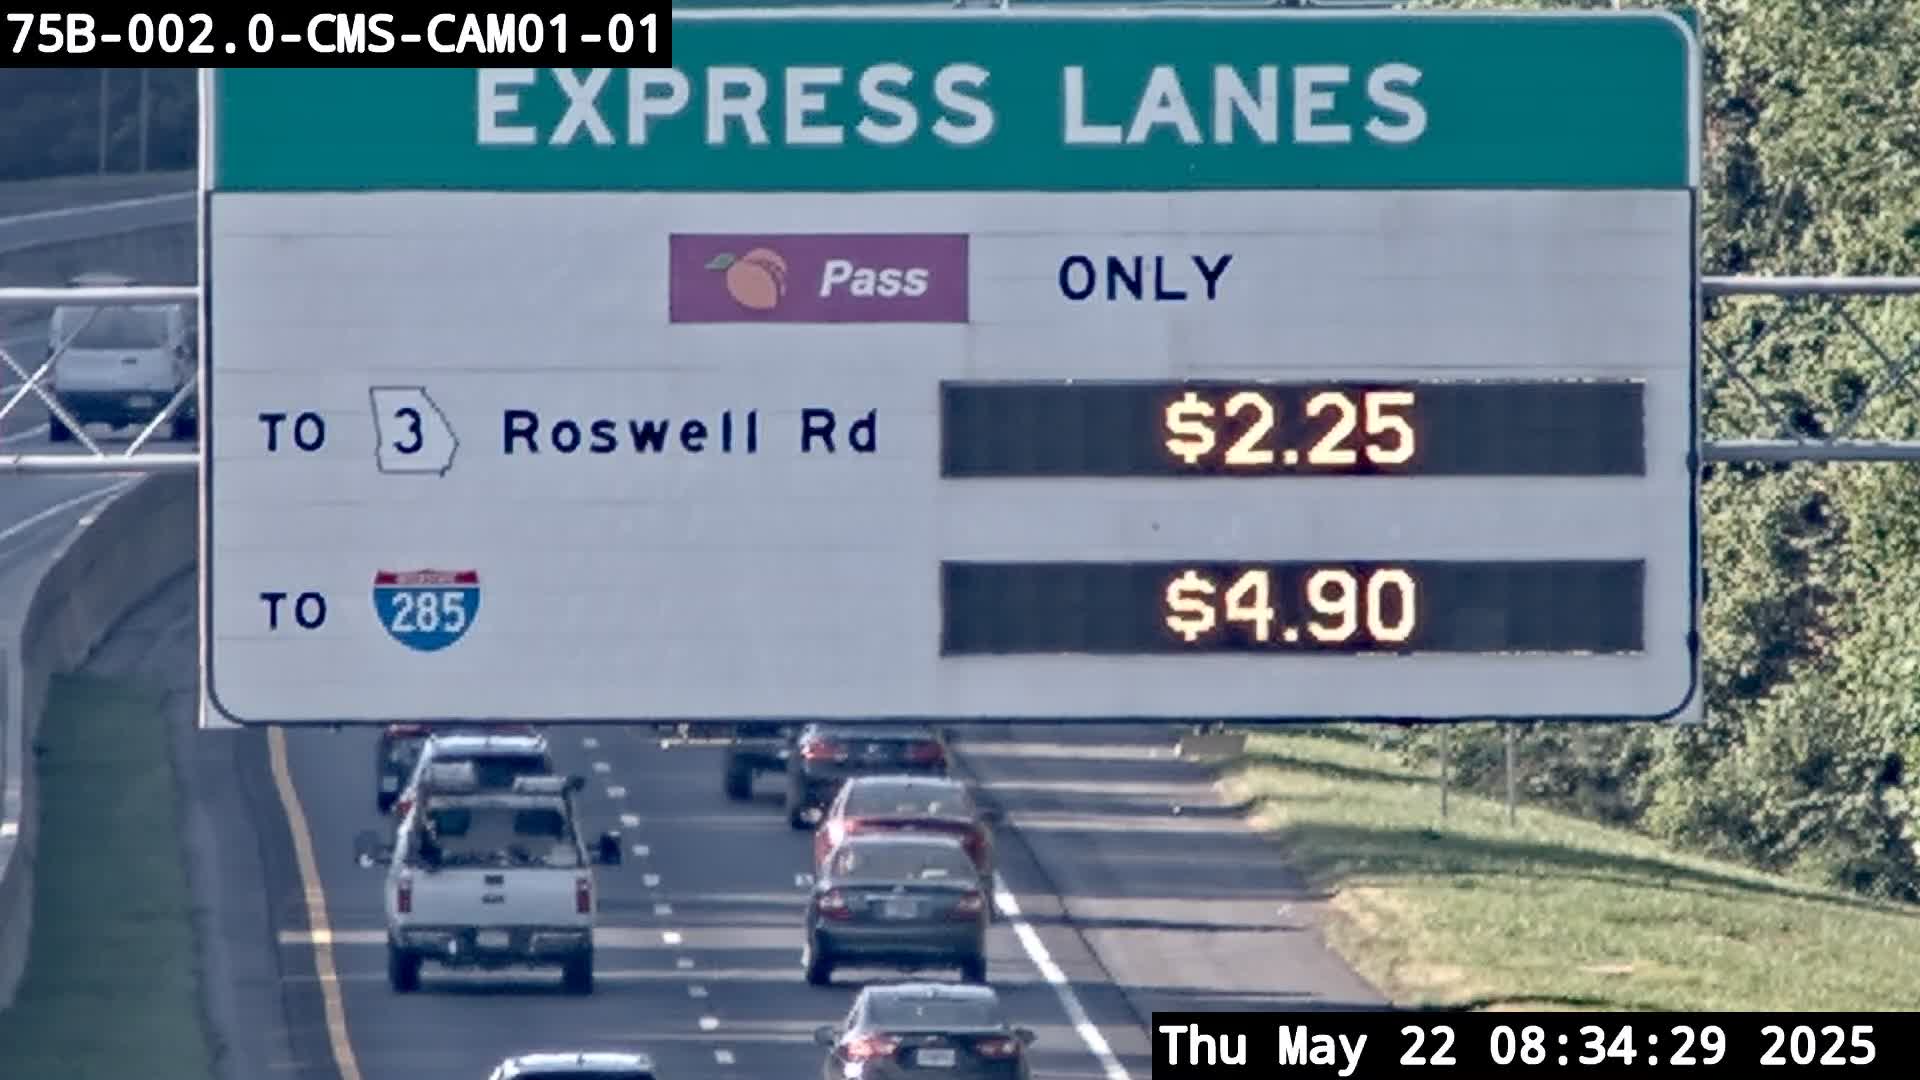 75B-002.0-CMS-CAM01-01
EXPRESS LANES
Pass ONLY
TO 3 Roswell Rd $2.25
TO 285 $4.90
Thu May 22 08:34:29 2025